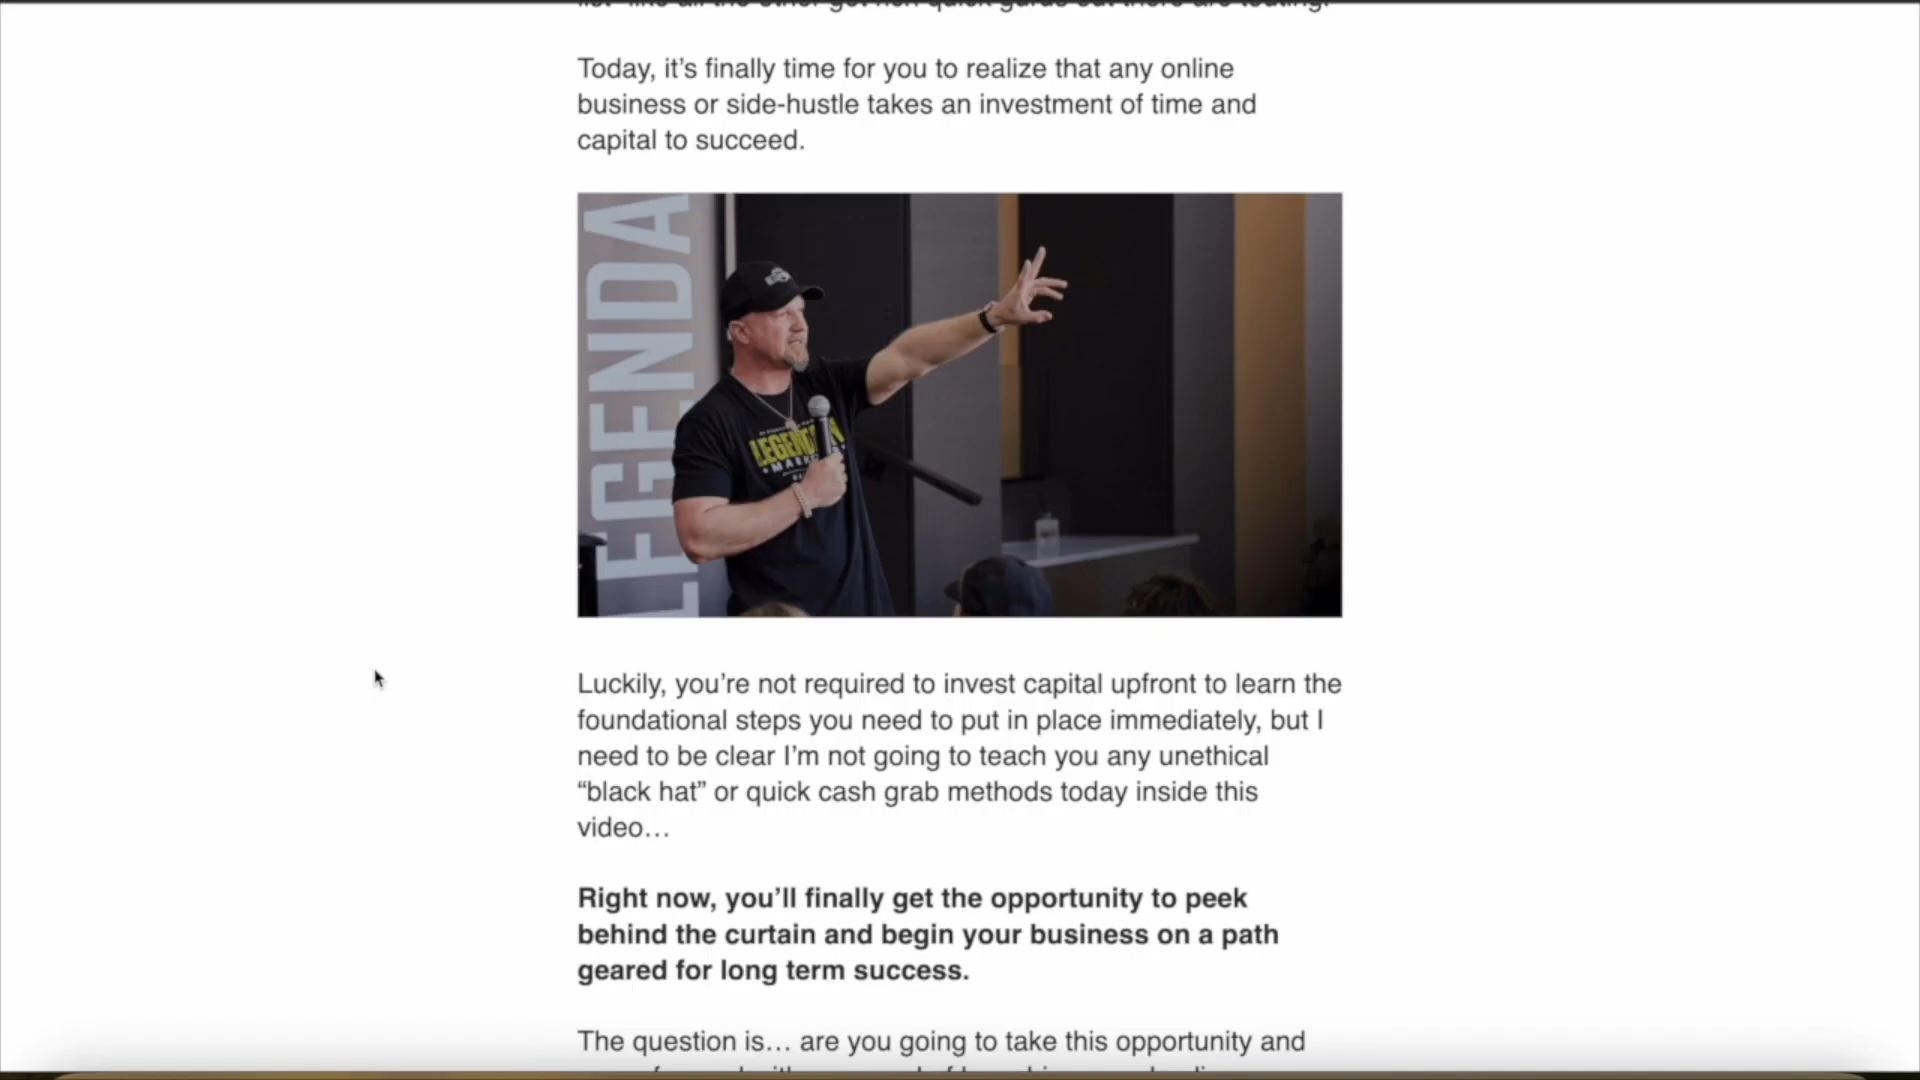 Today, it’s finally time for you to realize that any online
business or side-hustle takes an investment of time and
capital to succeed.
LEGENDA
LEGEN
Luckily, you’re not required to invest capital upfront to learn the
foundational steps you need to put in place immediately, but I
need to be clear I’m not going to teach you any unethical
“black hat” or quick cash grab methods today inside this
video…
Right now, you’ll finally get the opportunity to peek
behind the curtain and begin your business on a path
geared for long term success.
The question is… are you going to take this opportunity and